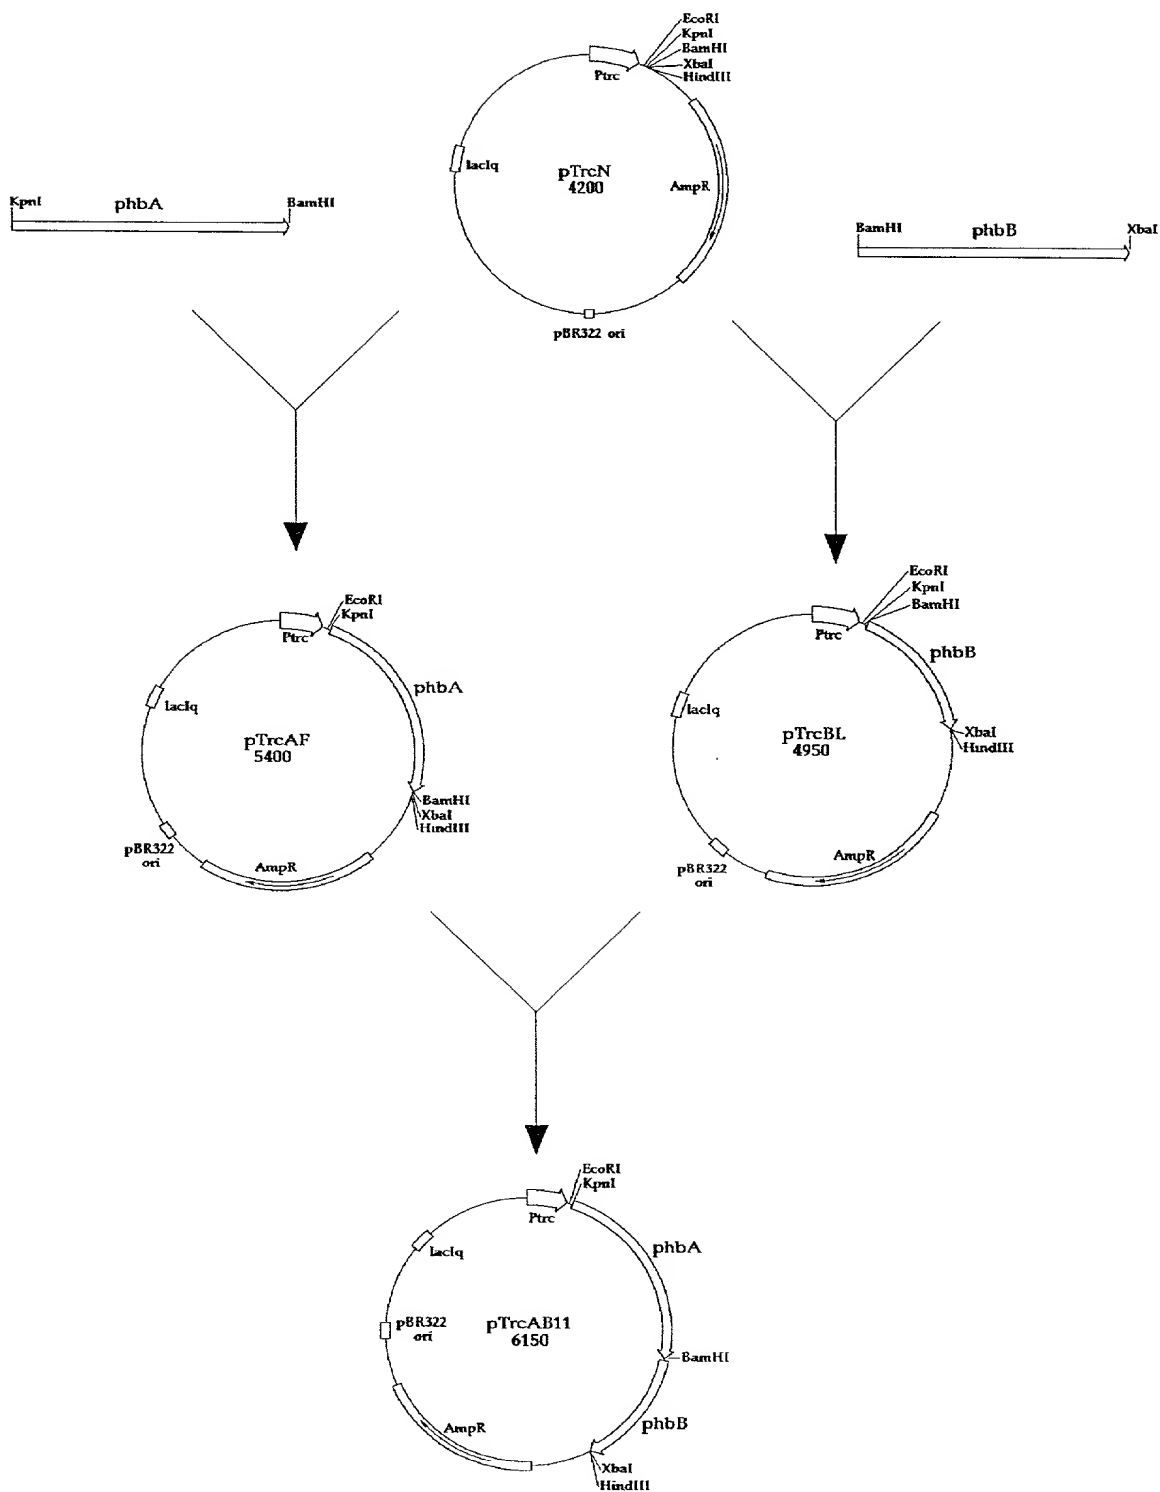 EcoRI
KpnI
BamHI
XbaI
HindIII
Ptrc
lacIq
pTrcN
4200
AmpR
pBR322 ori
KpnI
phbA
BamHI
BamHI
phbB
XbaI
EcoRI
KpnI
Ptrc
phbA
lacIq
pTrcAF
5400
BamHI
XbaI
HindIII
pBR322
ori
AmpR
EcoRI
KpnI
BamHI
Ptrc
phbB
lacIq
pTrcBL
4950
XbaI
HindIII
AmpR
pBR322
ori
EcoRI
KpnI
Ptrc
phbA
lacIq
pBR322
ori
pTrcAB11
6150
BamHI
phbB
AmpR
XbaI
HindIII